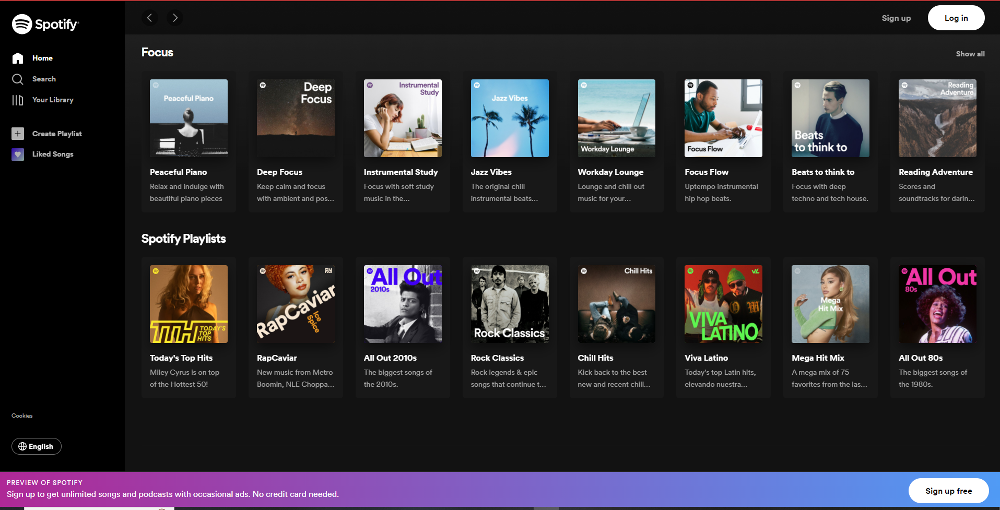 Spotify
Home
Search
Your Library
Create Playlist
Liked Songs
Cookies
English
Sign up
Log in
Focus
Show all
Peaceful Piano
Peaceful Piano
Relax and indulge with
beautiful piano pieces
Deep
Focus
Deep Focus
Keep calm and focus
with ambient and pos...
Instrumental
Study
Instrumental Study
Focus with soft study
music in the...
Jazz Vibes
Jazz Vibes
The original chill
instrumental beats...
Workday Lounge
Workday Lounge
Lounge and chill out
music for your...
Focus Flow
Focus Flow
Uptempo instrumental
hip hop beats.
Beats
to think to
Beats to think to
Focus with deep
techno and tech house.
Reading
Adventure
Reading Adventure
Scores and
soundtracks for darin...
Spotify Playlists
TTH TODAY'S
TOP
HITS
Today's Top Hits
Miley Cyrus is on top
of the Hottest 50!
RapCaviar
Ice
Spice
RapCaviar
New music from Metro
Boomin, NLE Choppa...
All Out
2010s
All Out 2010s
The biggest songs of
the 2010s.
Rock Classics
Rock Classics
Rock legends & epic
songs that continue t...
Chill Hits
Chill Hits
Kick back to the best
new and recent chill...
VL
VIVA
LATINO
Viva Latino
Today's top Latin hits,
elevando nuestra...
Mega
Hit Mix
Mega Hit Mix
A mega mix of 75
favorites from the las...
All Out
80s
All Out 80s
The biggest songs of
the 1980s.
PREVIEW OF SPOTIFY
Sign up to get unlimited songs and podcasts with occasional ads. No credit card needed.
Sign up free